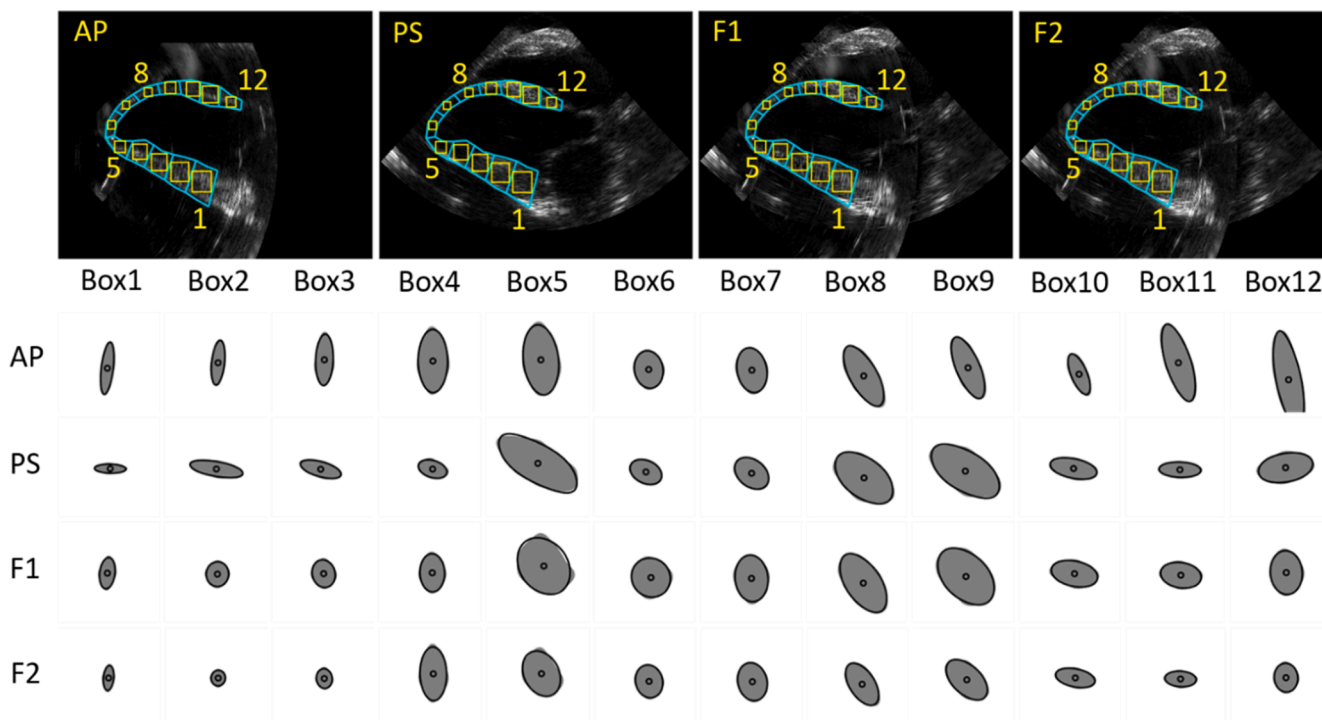 AP PS F1 F2
8 12 8 12 8 12 8 12
5 5 5 5
1 1 1 1
Box1 Box2 Box3 Box4 Box5 Box6 Box7 Box8 Box9 Box10 Box11 Box12
AP
PS
F1
F2